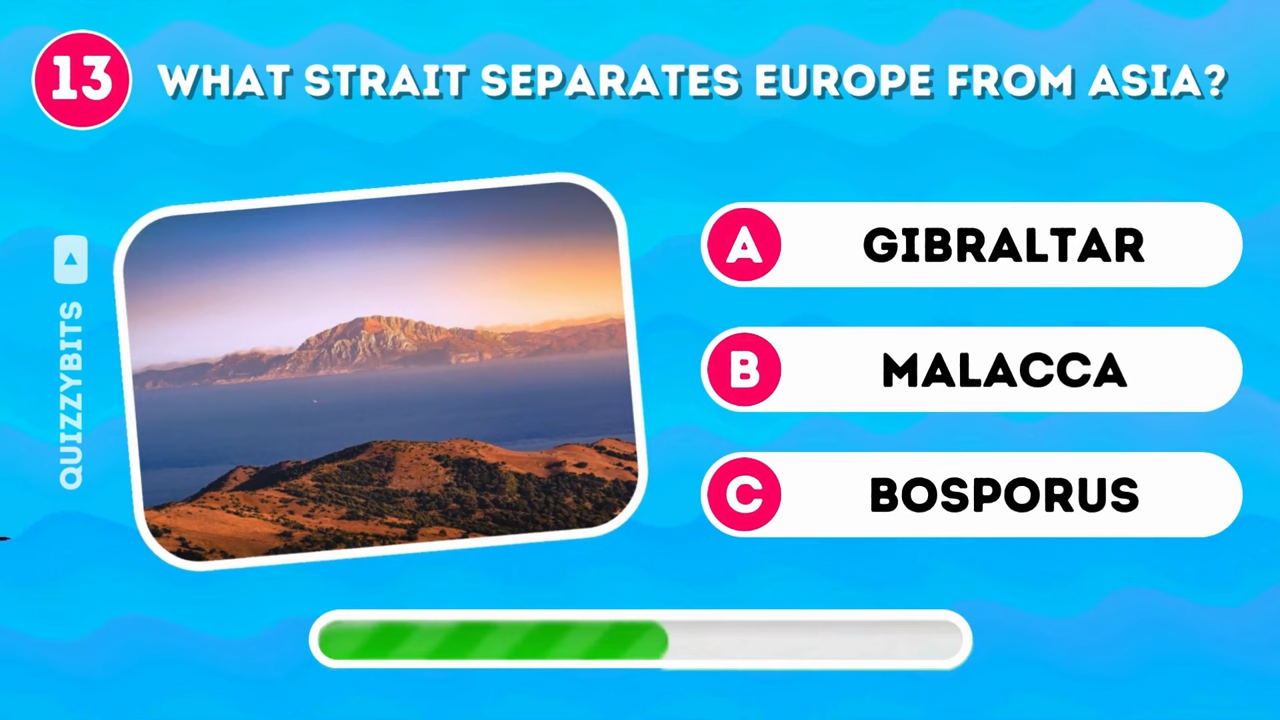 13 WHAT STRAIT SEPARATES EUROPE FROM ASIA?
QUIZZYBITS
A GIBRALTAR
B MALACCA
C BOSPORUS